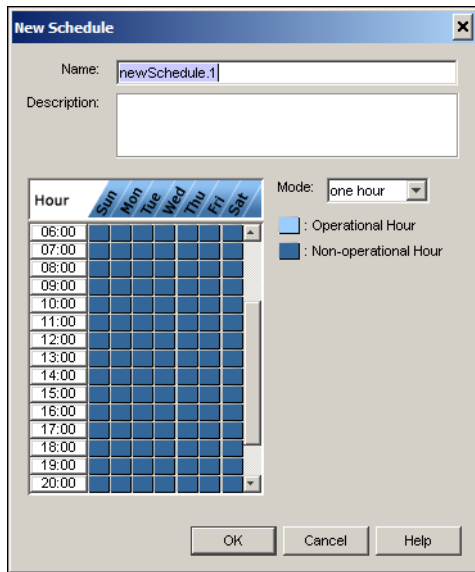 New Schedule
Name: newSchedule.1
Description:
Hour Sun Mon Tue Wed Thu Fri Sat
Mode: one hour
: Operational Hour
: Non-operational Hour
06:00
07:00
08:00
09:00
10:00
11:00
12:00
13:00
14:00
15:00
16:00
17:00
18:00
19:00
20:00
OK Cancel Help